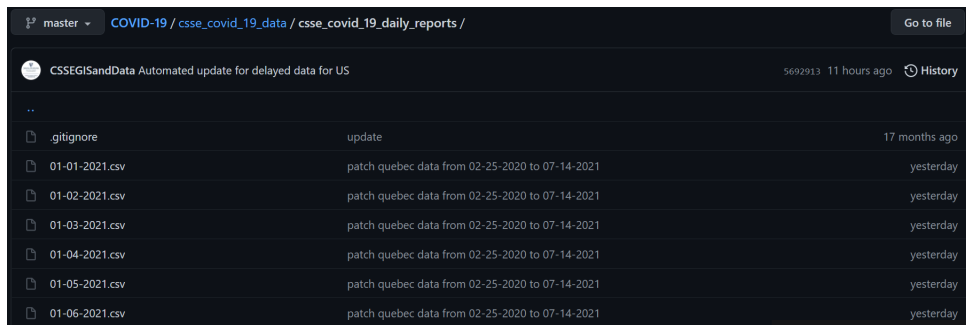 master COVID-19 / csse_covid_19_data / csse_covid_19_daily_reports / Go to file
CSSEGISandData Automated update for delayed data for US 5692913 11 hours ago History
..
.gitignore update 17 months ago
01-01-2021.csv patch quebec data from 02-25-2020 to 07-14-2021 yesterday
01-02-2021.csv patch quebec data from 02-25-2020 to 07-14-2021 yesterday
01-03-2021.csv patch quebec data from 02-25-2020 to 07-14-2021 yesterday
01-04-2021.csv patch quebec data from 02-25-2020 to 07-14-2021 yesterday
01-05-2021.csv patch quebec data from 02-25-2020 to 07-14-2021 yesterday
01-06-2021.csv patch quebec data from 02-25-2020 to 07-14-2021 yesterday